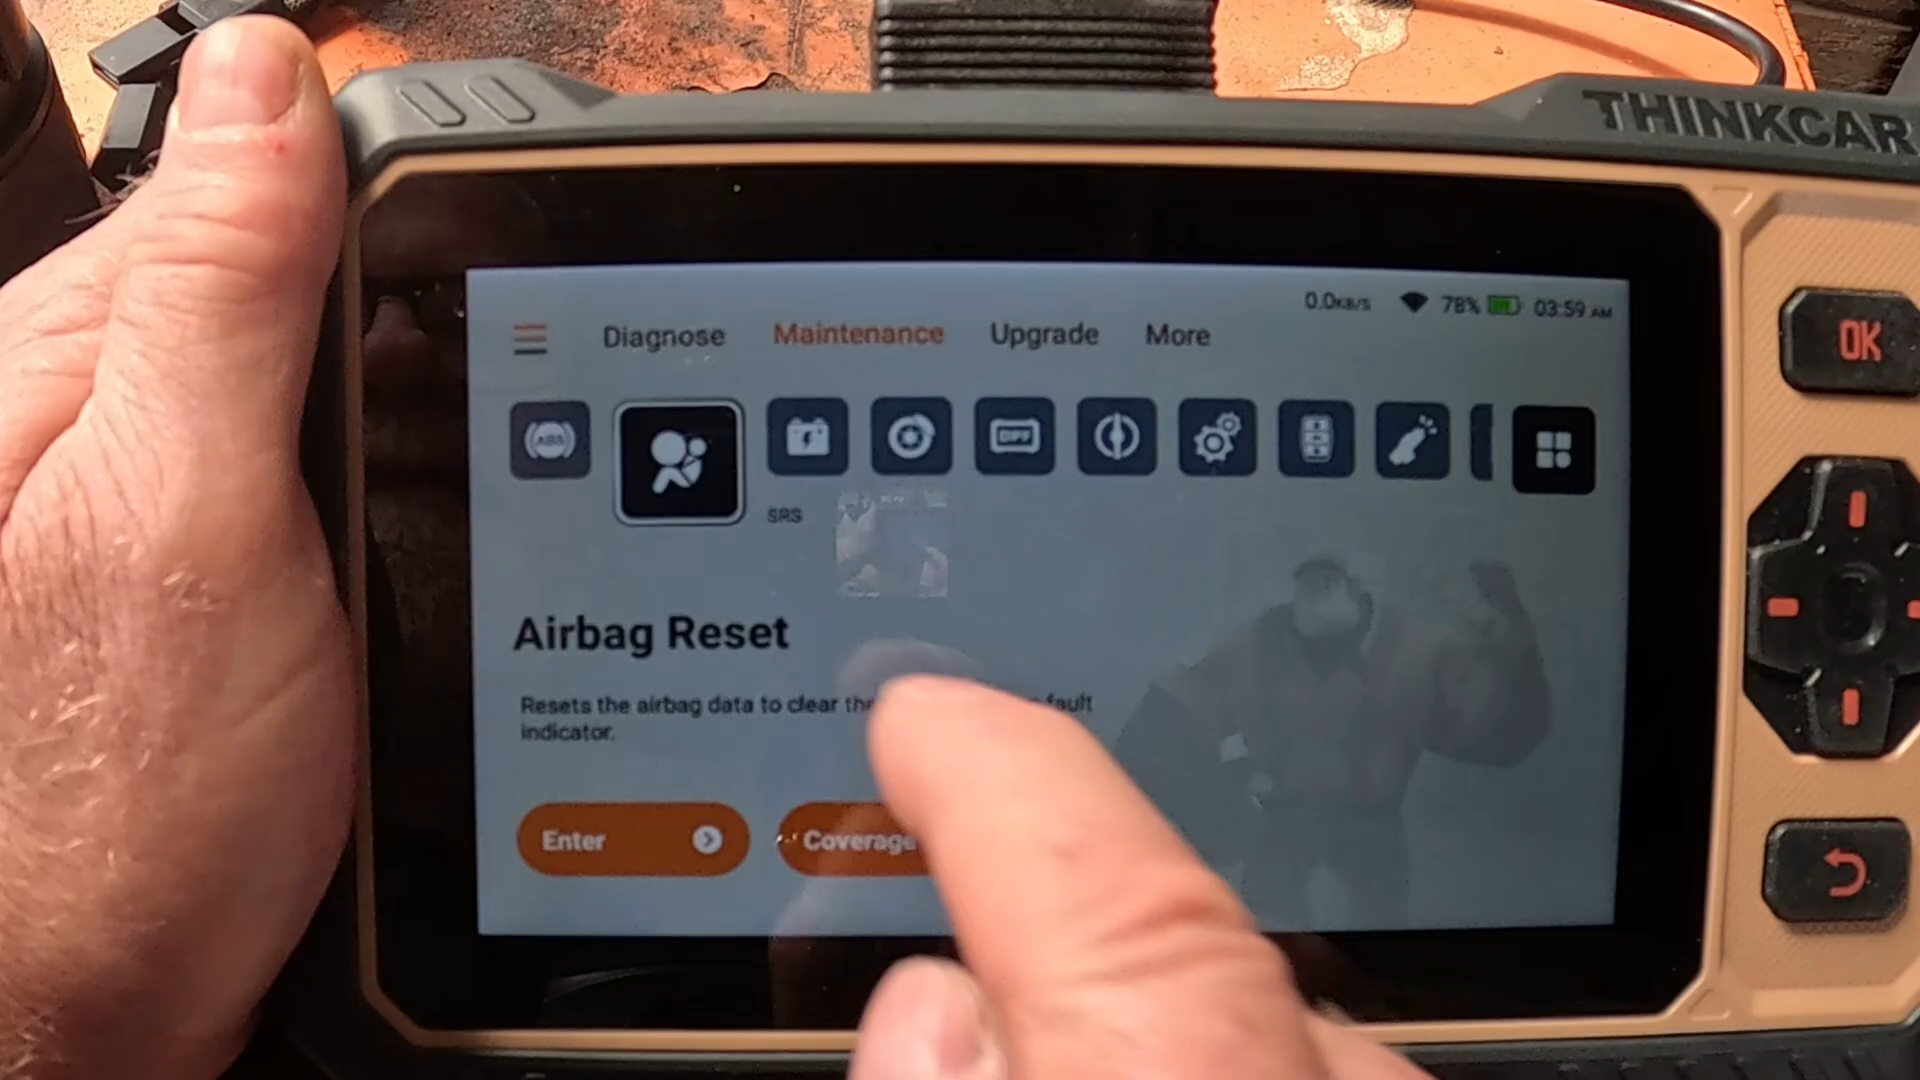 THINKCAR
0.0KB/S 78% 03:59 AM
Diagnose Maintenance Upgrade More
ABS DPF
SRS
Airbag Reset
Resets the airbag data to clear the fault
indicator.
Enter Coverage
OK